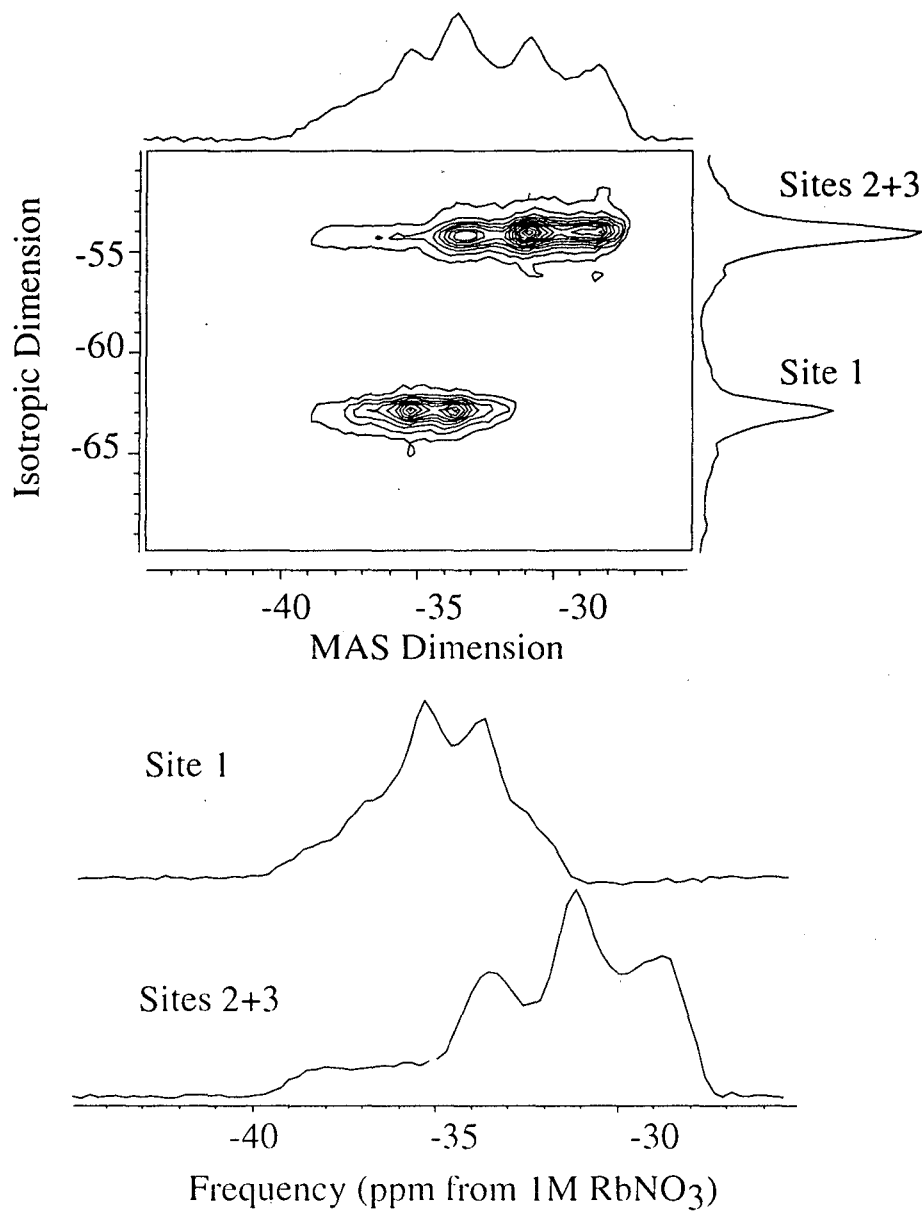 Sites 2+3
Isotropic Dimension
-55
-60
-65
Site 1
-40
-35
-30
MAS Dimension
Site 1
Sites 2+3
-40
-35
-30
Frequency (ppm from 1M RbNO3)